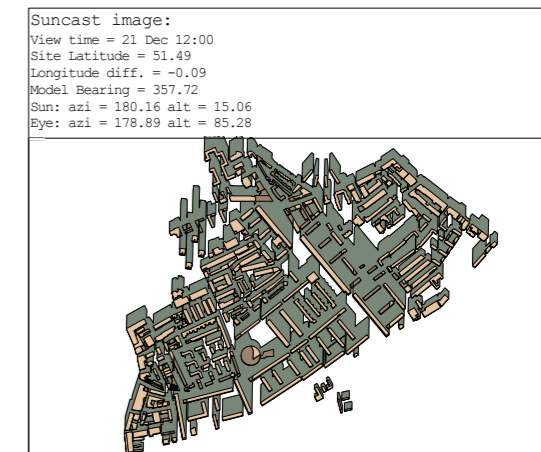 Suncast image:
View time = 21 Dec 12:00
Site Latitude = 51.49
Longitude diff. = -0.09
Model Bearing = 357.72
Sun: azi = 180.16 alt = 15.06
Eye: azi = 178.89 alt = 85.28